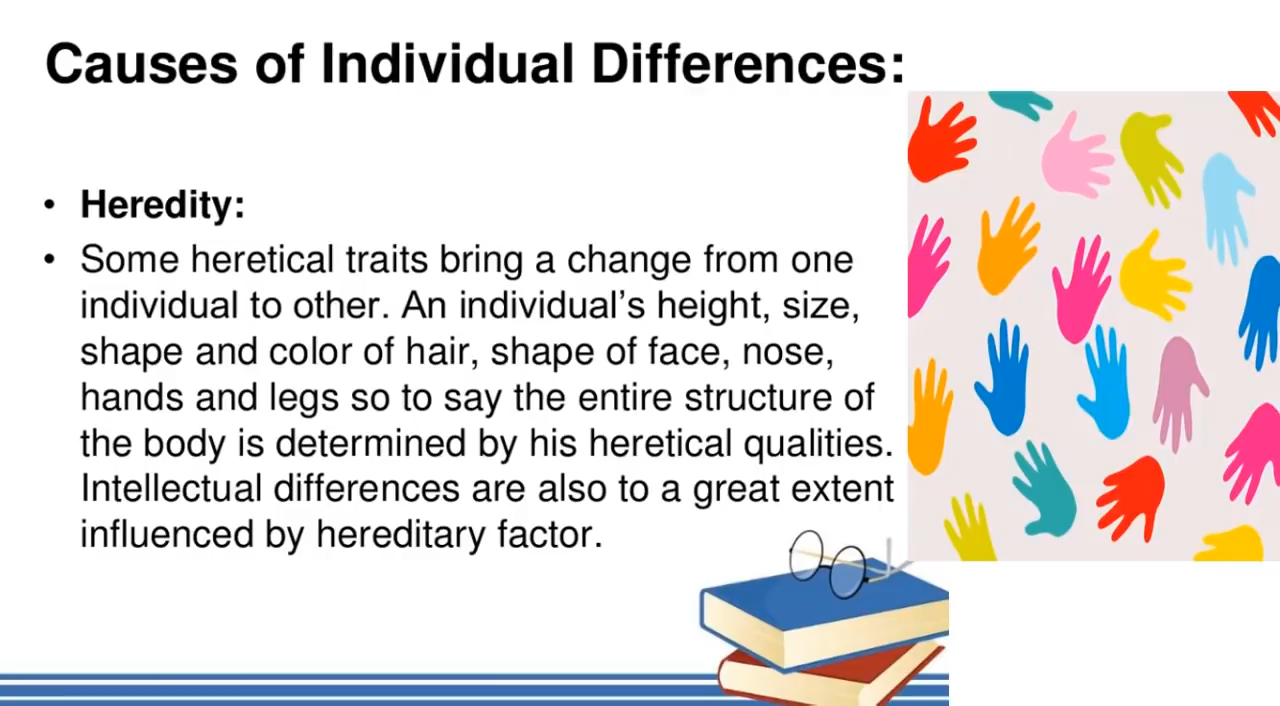 Causes of Individual Differences:
• Heredity:
• Some heretical traits bring a change from one
individual to other. An individual’s height, size,
shape and color of hair, shape of face, nose,
hands and legs so to say the entire structure of
the body is determined by his heretical qualities.
Intellectual differences are also to a great extent
influenced by hereditary factor.